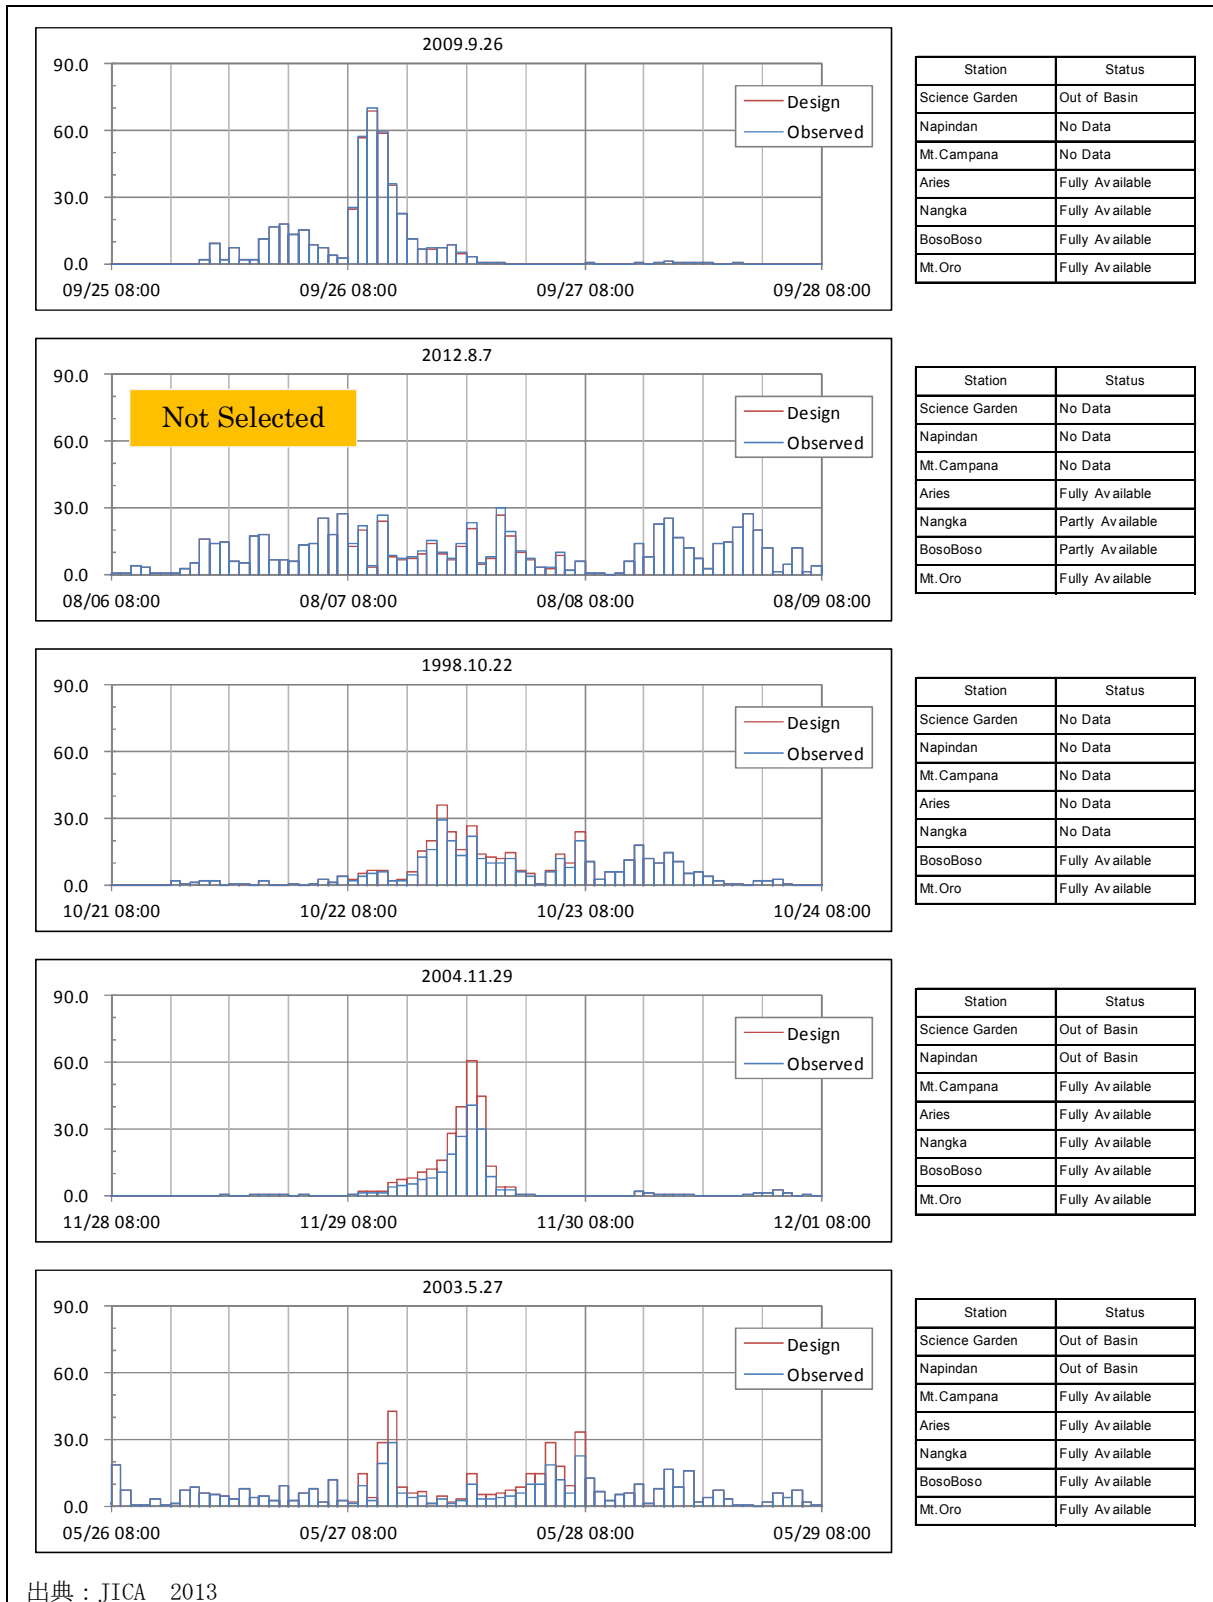 2009.9.26
90.0
60.0
30.0
0.0
09/25 08:00 09/26 08:00 09/27 08:00 09/28 08:00
Design
Observed
Station Status
Science Garden Out of Basin
Napindan No Data
Mt.Campana No Data
Aries Fully Available
Nangka Fully Available
BosoBoso Fully Available
Mt.Oro Fully Available
2012.8.7
90.0
60.0
30.0
0.0
08/06 08:00 08/07 08:00 08/08 08:00 08/09 08:00
Not Selected
Design
Observed
Station Status
Science Garden No Data
Napindan No Data
Mt.Campana No Data
Aries Fully Available
Nangka Partly Available
BosoBoso Partly Available
Mt.Oro Fully Available
1998.10.22
90.0
60.0
30.0
0.0
10/21 08:00 10/22 08:00 10/23 08:00 10/24 08:00
Design
Observed
Station Status
Science Garden No Data
Napindan No Data
Mt.Campana No Data
Aries No Data
Nangka No Data
BosoBoso Fully Available
Mt.Oro Fully Available
2004.11.29
90.0
60.0
30.0
0.0
11/28 08:00 11/29 08:00 11/30 08:00 12/01 08:00
Design
Observed
Station Status
Science Garden Out of Basin
Napindan Out of Basin
Mt.Campana Fully Available
Aries Fully Available
Nangka Fully Available
BosoBoso Fully Available
Mt.Oro Fully Available
2003.5.27
90.0
60.0
30.0
0.0
05/26 08:00 05/27 08:00 05/28 08:00 05/29 08:00
Design
Observed
Station Status
Science Garden Out of Basin
Napindan Out of Basin
Mt.Campana Fully Available
Aries Fully Available
Nangka Fully Available
BosoBoso Fully Available
Mt.Oro Fully Available
出典：JICA 2013